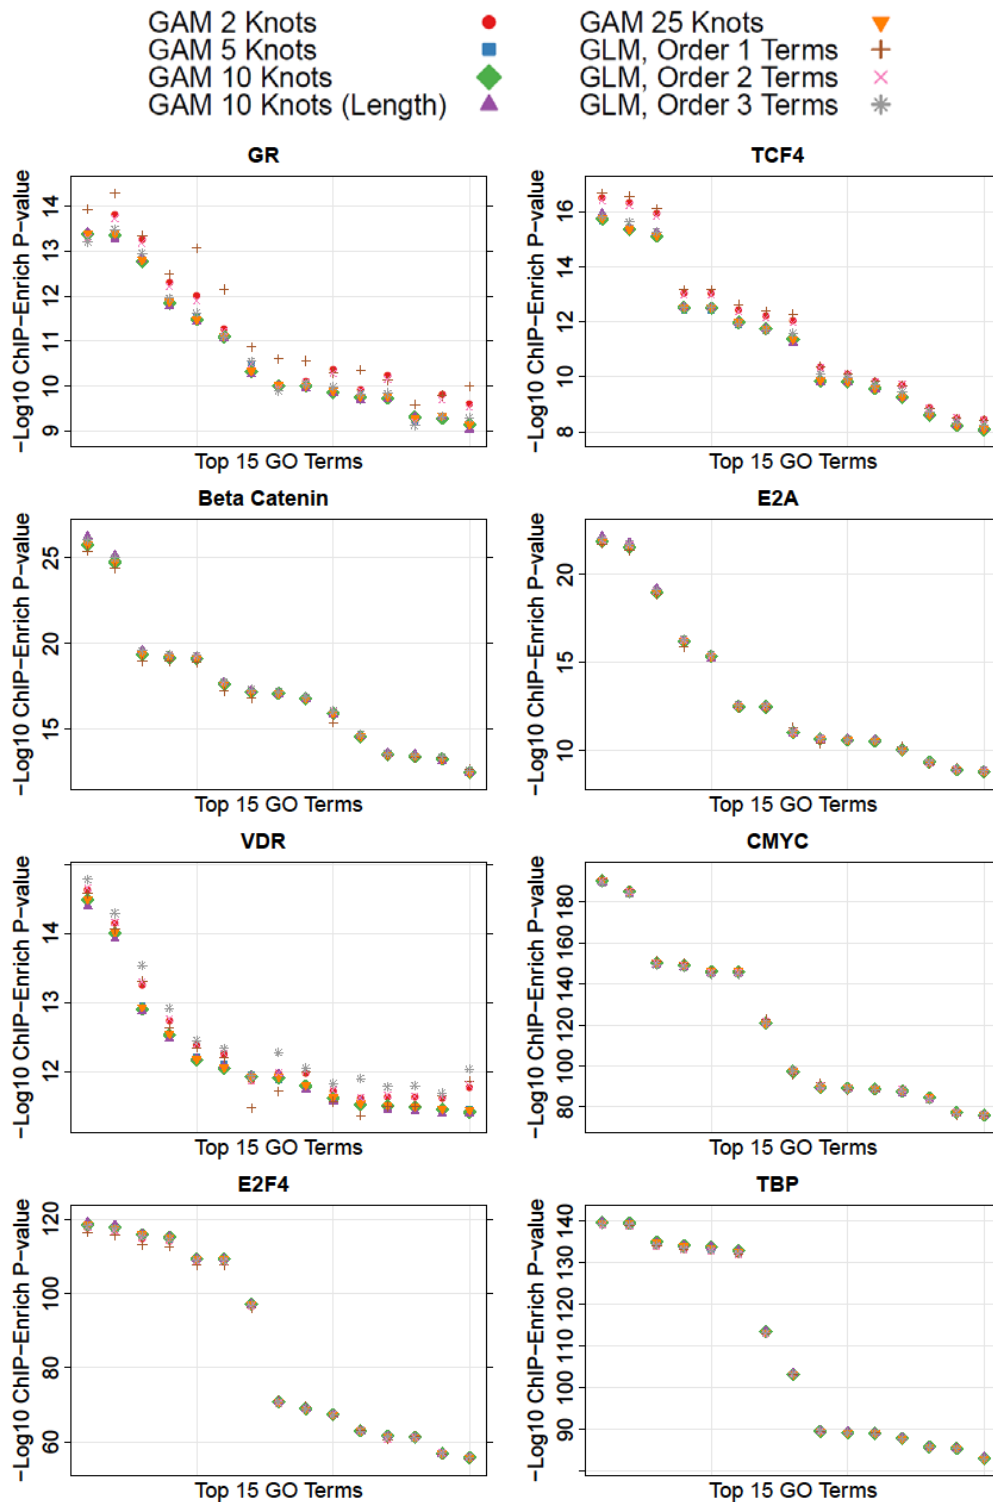 GAM 2 Knots
GAM 5 Knots
GAM 10 Knots
GAM 10 Knots (Length)
GAM 25 Knots
GLM, Order 1 Terms
GLM, Order 2 Terms
GLM, Order 3 Terms
GR
−Log10 ChIP−Enrich P−value
14
13
12
11
10
9
Top 15 GO Terms
TCF4
−Log10 ChIP−Enrich P−value
16
14
12
10
8
Top 15 GO Terms
Beta Catenin
−Log10 ChIP−Enrich P−value
25
20
15
Top 15 GO Terms
E2A
−Log10 ChIP−Enrich P−value
20
15
10
Top 15 GO Terms
VDR
−Log10 ChIP−Enrich P−value
14
13
12
Top 15 GO Terms
CMYC
−Log10 ChIP−Enrich P−value
180
160
140
120
100
80
Top 15 GO Terms
E2F4
−Log10 ChIP−Enrich P−value
120
100
80
60
Top 15 GO Terms
TBP
−Log10 ChIP−Enrich P−value
140
130
120
110
100
90
Top 15 GO Terms